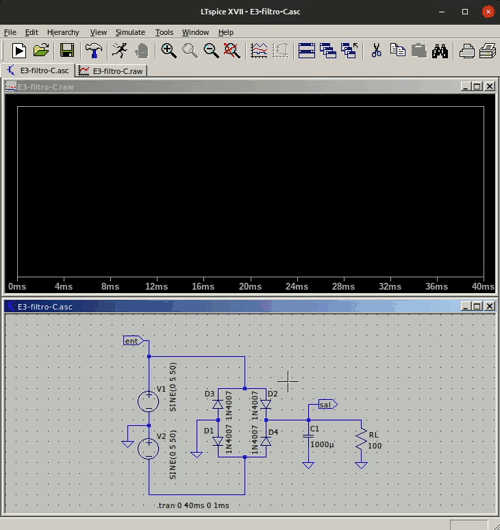 LTspice XVII - E3-filtro-C.asc
File Edit Hierarchy View Simulate Tools Window Help
E3-filtro-C.asc E3-filtro-C.raw
E3-filtro-C.raw
0ms 4ms 8ms 12ms 16ms 20ms 24ms 28ms 32ms 36ms 40ms
E3-filtro-C.asc
ent
V1
SINE(0 5 50)
D3
1N4007
1N4007
D2
sal
V2
SINE(0 5 50)
D1
1N4007
1N4007
D4
C1
1000µ
RL
100
.tran 0 40ms 0 1ms